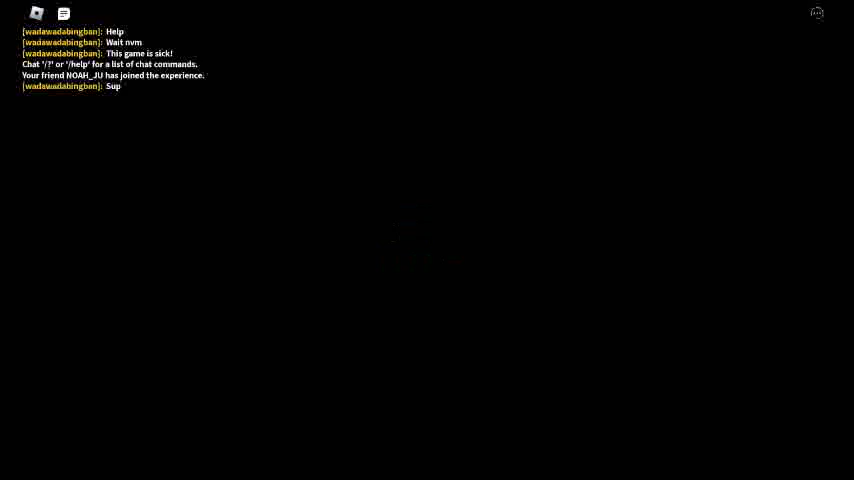 [wadawadabingban]: Help
[wadawadabingban]: Wait nvm
[wadawadabingban]: This game is sick!
Chat '/?' or '/help' for a list of chat commands.
Your friend NOAH_JU has joined the experience.
[wadawadabingban]: Sup